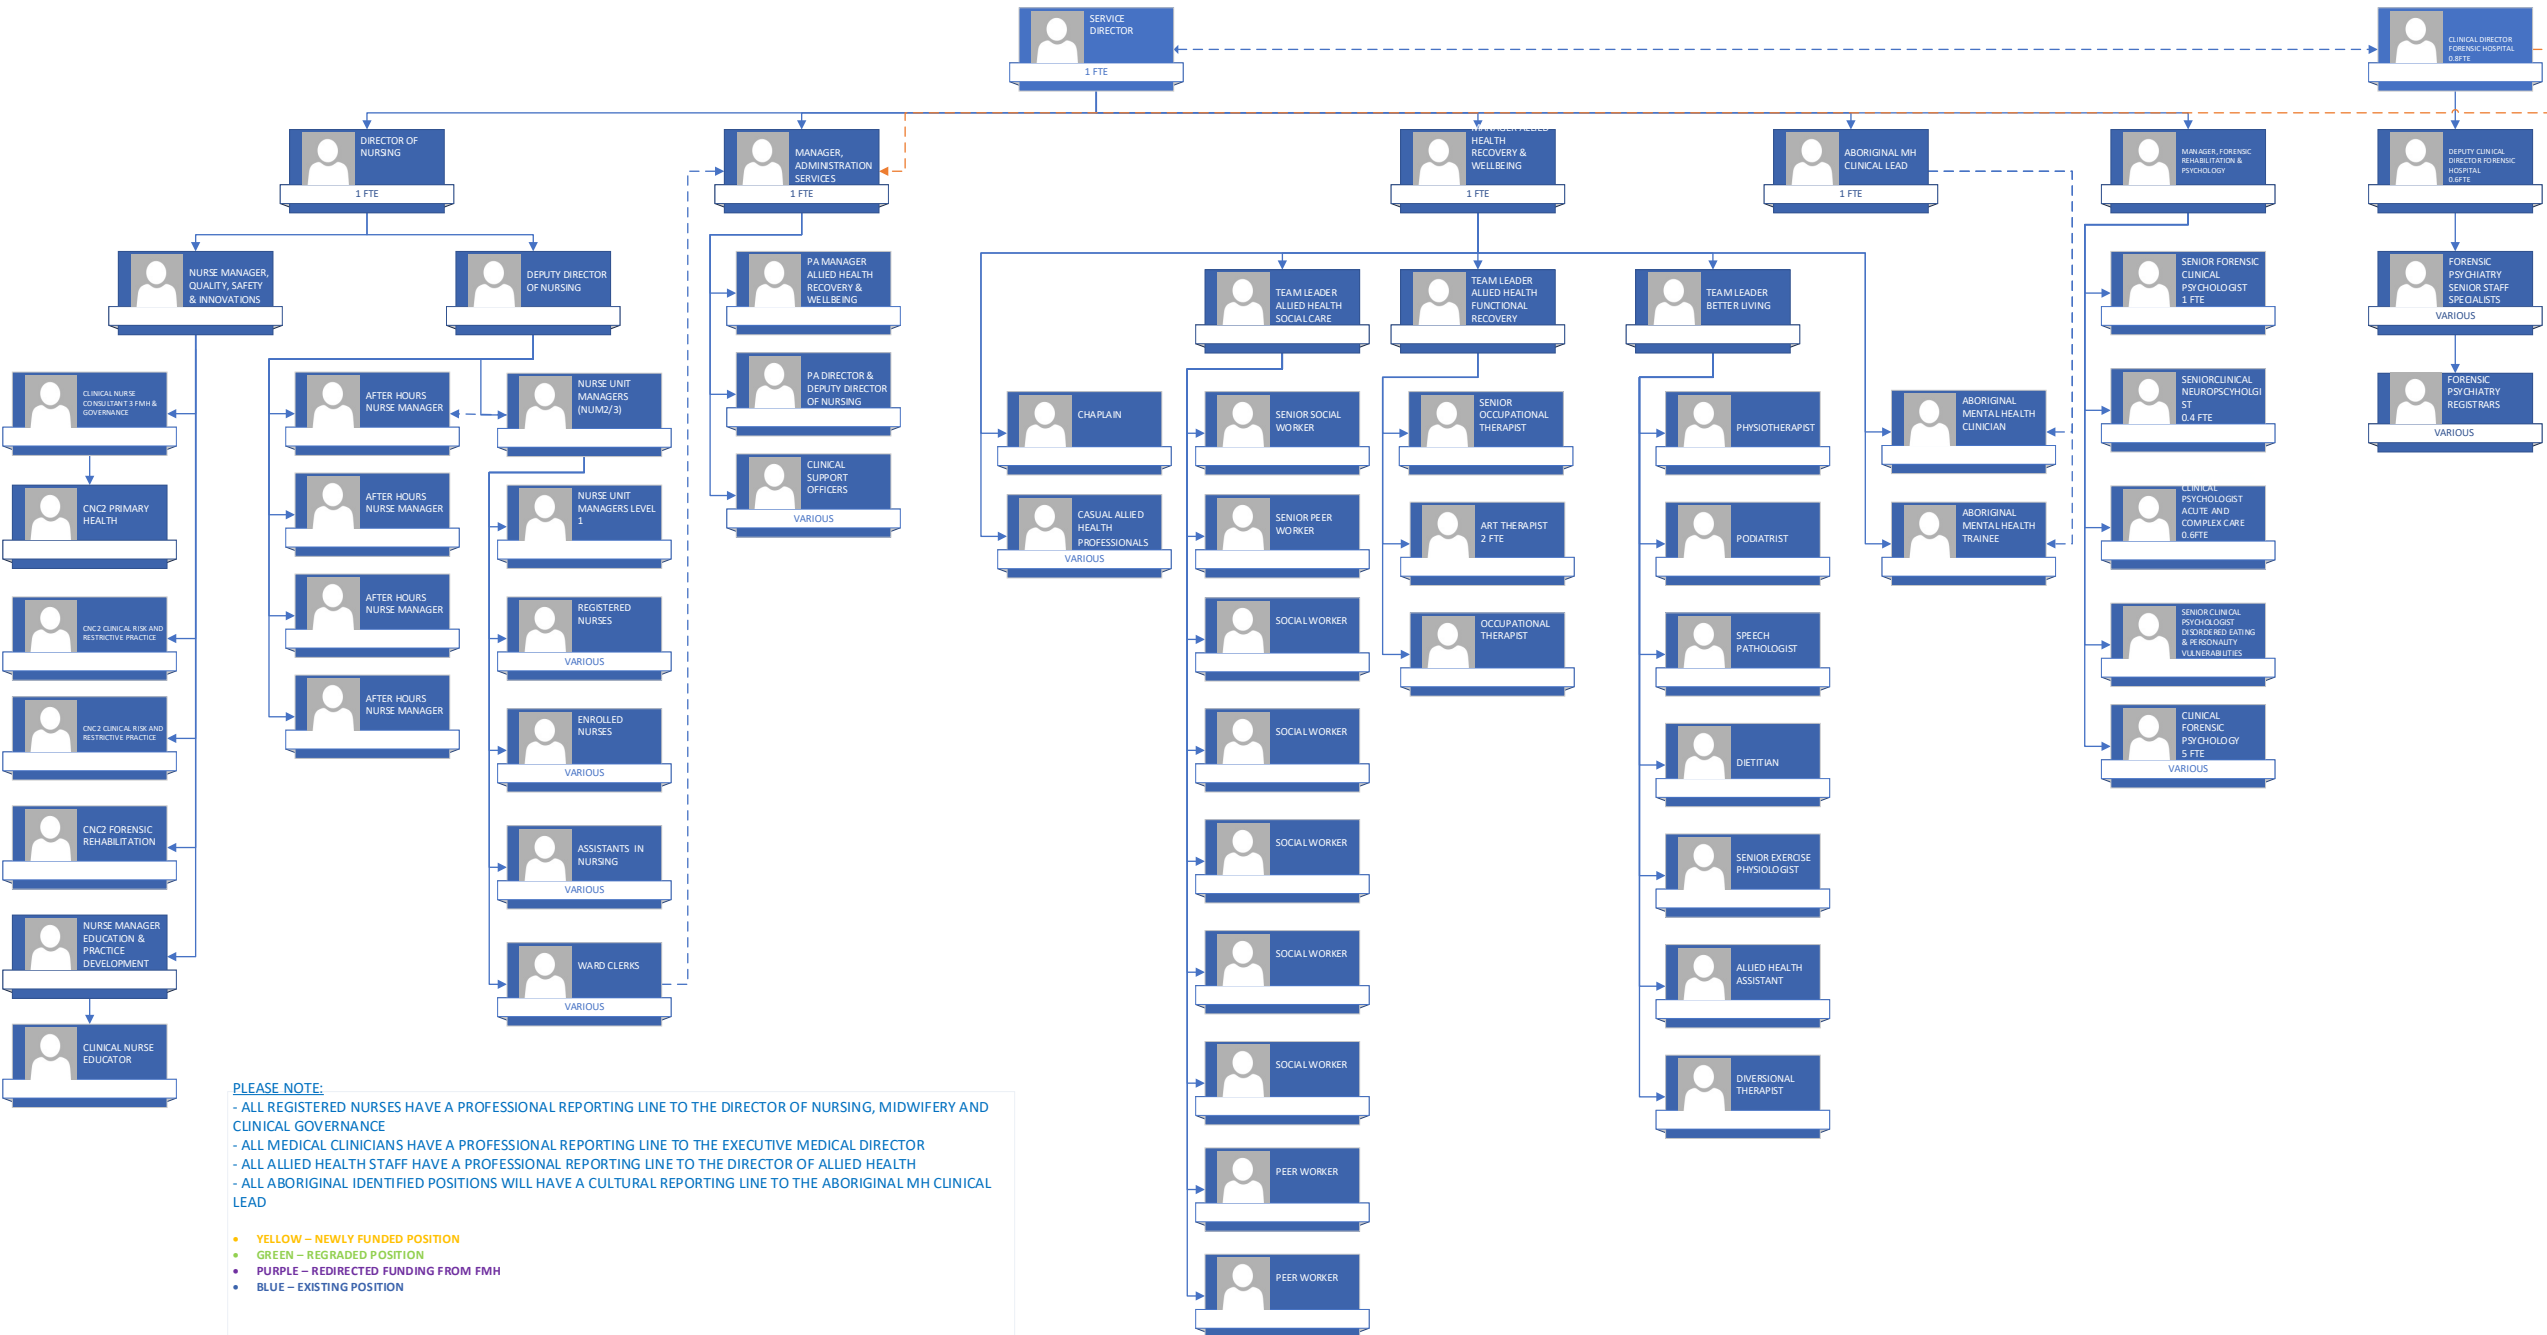 SERVICE
DIRECTOR
1 FTE
CLINICAL DIRECTOR
FORENSIC HOSPITAL
0.8FTE
DIRECTOR OF
NURSING
1 FTE
MANAGER,
ADMINISTRATION
SERVICES
1 FTE
MANAGER ALLIED
HEALTH
RECOVERY &
WELLBEING
1 FTE
ABORIGINAL MH
CLINICAL LEAD
1 FTE
MANAGER, FORENSIC
REHABILITATION &
PSYCHOLOGY
DEPUTY CLINICAL
DIRECTOR FORENSIC
HOSPITAL
0.6FTE
NURSE MANAGER,
QUALITY, SAFETY
& INNOVATIONS
DEPUTY DIRECTOR
OF NURSING
CLINICAL NURSE
CONSULTANT 3 FMH &
GOVERNANCE
CNC2 PRIMARY
HEALTH
CNC2 CLINICAL RISK AND
RESTRICTIVE PRACTICE
CNC2 CLINICAL RISK AND
RESTRICTIVE PRACTICE
CNC2 FORENSIC
REHABILITATION
NURSE MANAGER
EDUCATION &
PRACTICE
DEVELOPMENT
CLINICAL NURSE
EDUCATOR
AFTER HOURS
NURSE MANAGER
AFTER HOURS
NURSE MANAGER
AFTER HOURS
NURSE MANAGER
AFTER HOURS
NURSE MANAGER
NURSE UNIT
MANAGERS
(NUM2/3)
NURSE UNIT
MANAGERS LEVEL
1
REGISTERED
NURSES
VARIOUS
ENROLLED
NURSES
VARIOUS
ASSISTANTS IN
NURSING
VARIOUS
WARD CLERKS
VARIOUS
PA MANAGER
ALLIED HEALTH
RECOVERY &
WELLBEING
PA DIRECTOR &
DEPUTY DIRECTOR
OF NURSING
CLINICAL
SUPPORT
OFFICERS
VARIOUS
CHAPLAIN
CASUAL ALLIED
HEALTH
PROFESSIONALS
VARIOUS
TEAM LEADER
ALLIED HEALTH
SOCIAL CARE
SENIOR SOCIAL
WORKER
SENIOR PEER
WORKER
SOCIAL WORKER
SOCIAL WORKER
SOCIAL WORKER
SOCIAL WORKER
SOCIAL WORKER
PEER WORKER
PEER WORKER
TEAM LEADER
ALLIED HEALTH
FUNCTIONAL
RECOVERY
SENIOR
OCCUPATIONAL
THERAPIST
ART THERAPIST
2 FTE
OCCUPATIONAL
THERAPIST
TEAM LEADER
BETTER LIVING
PHYSIOTHERAPIST
PODIATRIST
SPEECH
PATHOLOGIST
DIETITIAN
SENIOR EXERCISE
PHYSIOLOGIST
ALLIED HEALTH
ASSISTANT
DIVERSIONAL
THERAPIST
ABORIGINAL
MENTAL HEALTH
CLINICIAN
ABORIGINAL
MENTAL HEALTH
TRAINEE
SENIOR FORENSIC
CLINICAL
PSYCHOLOGIST
1 FTE
SENIORCLINICAL
NEUROPSCYHOLGI
ST
0.4 FTE
CLINICAL
PSYCHOLOGIST
ACUTE AND
COMPLEX CARE
0.6FTE
SENIOR CLINICAL
PSYCHOLOGIST
DISORDERED EATING
& PERSONALITY
VULNERABILITIES
CLINICAL
FORENSIC
PSYCHOLOGY
5 FTE
VARIOUS
FORENSIC
PSYCHIATRY
SENIOR STAFF
SPECIALISTS
VARIOUS
FORENSIC
PSYCHIATRY
REGISTRARS
VARIOUS
PLEASE NOTE:
- ALL REGISTERED NURSES HAVE A PROFESSIONAL REPORTING LINE TO THE DIRECTOR OF NURSING, MIDWIFERY AND
CLINICAL GOVERNANCE
- ALL MEDICAL CLINICIANS HAVE A PROFESSIONAL REPORTING LINE TO THE EXECUTIVE MEDICAL DIRECTOR
- ALL ALLIED HEALTH STAFF HAVE A PROFESSIONAL REPORTING LINE TO THE DIRECTOR OF ALLIED HEALTH
- ALL ABORIGINAL IDENTIFIED POSITIONS WILL HAVE A CULTURAL REPORTING LINE TO THE ABORIGINAL MH CLINICAL
LEAD
• YELLOW – NEWLY FUNDED POSITION
• GREEN – REGRADED POSITION
• PURPLE – REDIRECTED FUNDING FROM FMH
• BLUE – EXISTING POSITION